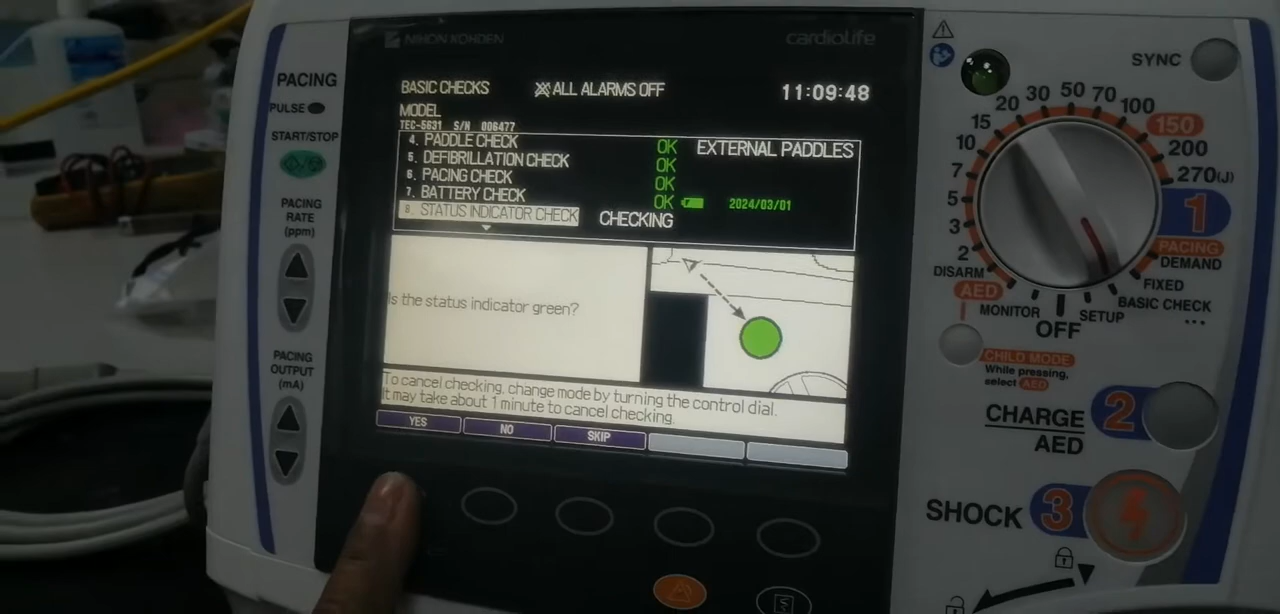 NIHON KOHDEN
cardiolife
BASIC CHECKS
ALL ALARMS OFF
11:09:48
MODEL
TEC-5631 S/N 006477
4. PADDLE CHECK OK EXTERNAL PADDLES
5. DEFIBRILLATION CHECK OK
6. PACING CHECK OK
7. BATTERY CHECK OK 2024/03/01
8. STATUS INDICATOR CHECK CHECKING
Is the status indicator green?
To cancel checking, change mode by turning the control dial.
It may take about 1 minute to cancel checking.
YES
NO
SKIP
PACING
PULSE
START/STOP
PACING
RATE
(ppm)
PACING
OUTPUT
(mA)
SYNC
DISARM
2
3
5
7
10
15
20
30
50
70
100
150
200
270(J)
1
PACING
DEMAND
FIXED
BASIC CHECK
...
SETUP
OFF
MONITOR
AED
CHILD MODE
While pressing,
select AED
CHARGE
AED
2
SHOCK
3